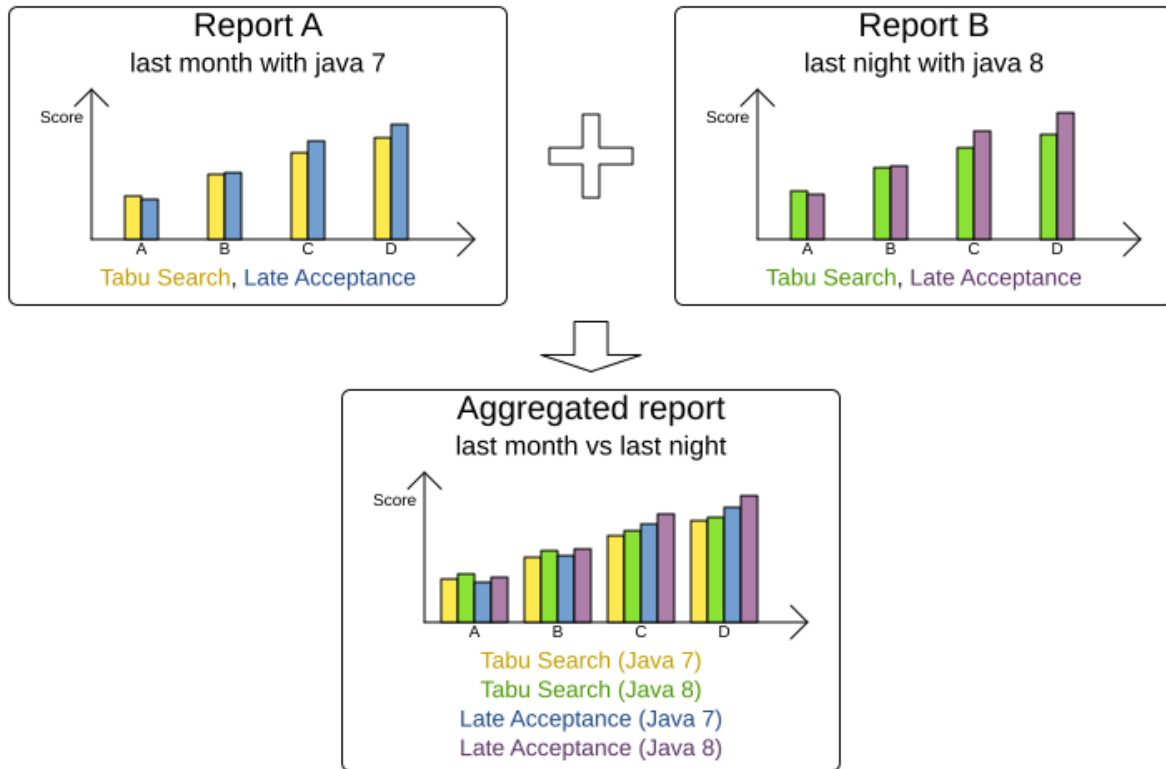 Report A
last month with java 7
Score
A
B
C
D
Tabu Search, Late Acceptance
Report B
last night with java 8
Score
A
B
C
D
Tabu Search, Late Acceptance
Aggregated report
last month vs last night
Score
A
B
C
D
Tabu Search (Java 7)
Tabu Search (Java 8)
Late Acceptance (Java 7)
Late Acceptance (Java 8)